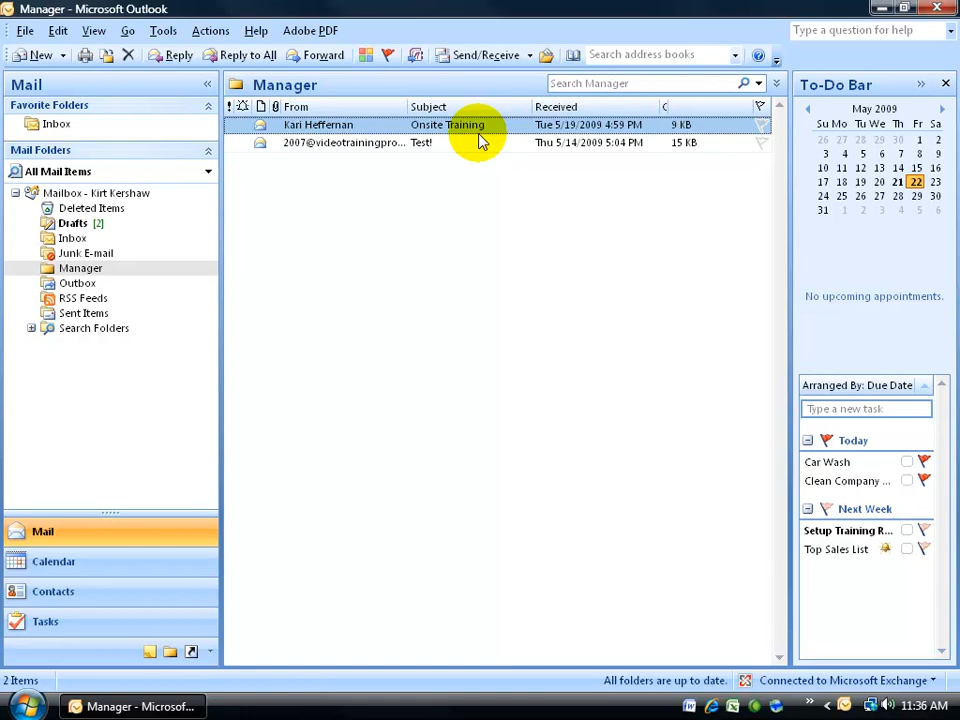 Manager - Microsoft Outlook
File Edit View Go Tools Actions Help Adobe PDF
Type a question for help
New Reply Reply to All Forward Send/Receive Search address books
Mail «
Favorite Folders
Inbox
Mail Folders
All Mail Items
Mailbox - Kirt Kershaw
Deleted Items
Drafts [2]
Inbox
Junk E-mail
Manager
Outbox
RSS Feeds
Sent Items
Search Folders
Mail
Calendar
Contacts
Tasks
Manager
Search Manager
From Subject Received
Kari Heffernan Onsite Training Tue 5/19/2009 4:59 PM 9 KB
2007@videotrainingpro... Test! Thu 5/14/2009 5:04 PM 15 KB
To-Do Bar »
May 2009
Su Mo Tu We Th Fr Sa
1 2
3 4 5 6 7 8 9
10 11 12 13 14 15 16
17 18 19 20 21 22 23
24 25 26 27 28 29 30
31 1 2 3 4 5 6
No upcoming appointments.
Arranged By: Due Date
Type a new task
Today
Car Wash
Clean Company ...
Next Week
Setup Training R...
Top Sales List
2 Items
All folders are up to date.
Connected to Microsoft Exchange
Manager - Microsof...
11:36 AM